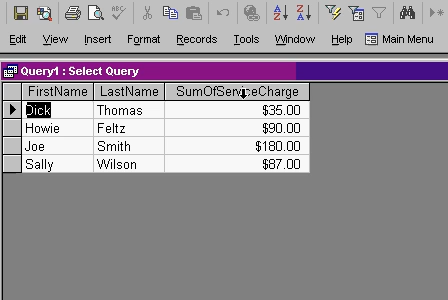 Edit View Insert Format Records Tools Window Help Main Menu
Query1 : Select Query
FirstName LastName SumOfServiceCharge
Dick Thomas $35.00
Howie Feltz $90.00
Joe Smith $180.00
Sally Wilson $87.00